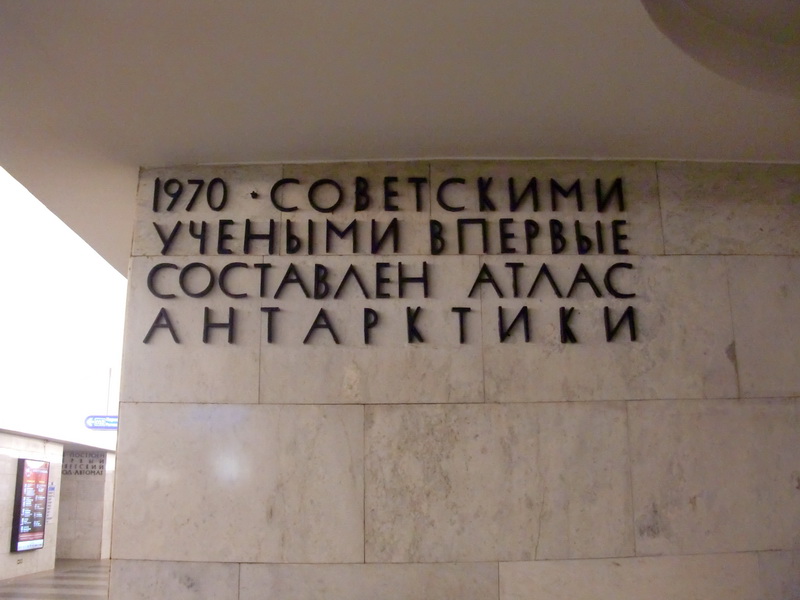 1970 · СОВЕТСКИМИ
УЧЕНЫМИ ВПЕРВЫЕ
СОСТАВЛЕН АТЛАС
АНТАРКТИКИ